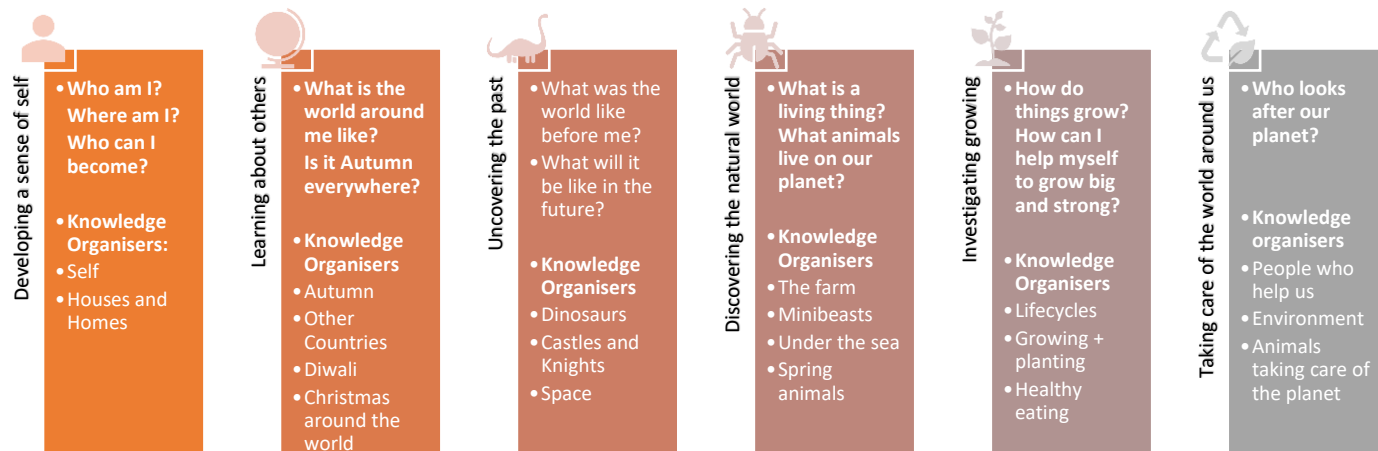 Developing a sense of self
•Who am I?
Where am I?
Who can I
become?
•Knowledge
Organisers:
•Self
•Houses and
Homes
Learning about others
•What is the
world around
me like?
Is it Autumn
everywhere?
•Knowledge
Organisers
•Autumn
•Other
Countries
•Diwali
•Christmas
around the
world
Uncovering the past
•What was the
world like
before me?
•What will it
be like in the
future?
•Knowledge
Organisers
•Dinosaurs
•Castles and
Knights
•Space
Discovering the natural world
•What is a
living thing?
What animals
live on our
planet?
•Knowledge
Organisers
•The farm
•Minibeasts
•Under the sea
•Spring
animals
Investigating growing
•How do
things grow?
How can I
help myself
to grow big
and strong?
•Knowledge
Organisers
•Lifecycles
•Growing +
planting
•Healthy
eating
Taking care of the world around us
•Who looks
after our
planet?
•Knowledge
organisers
•People who
help us
•Environment
•Animals
taking care of
the planet